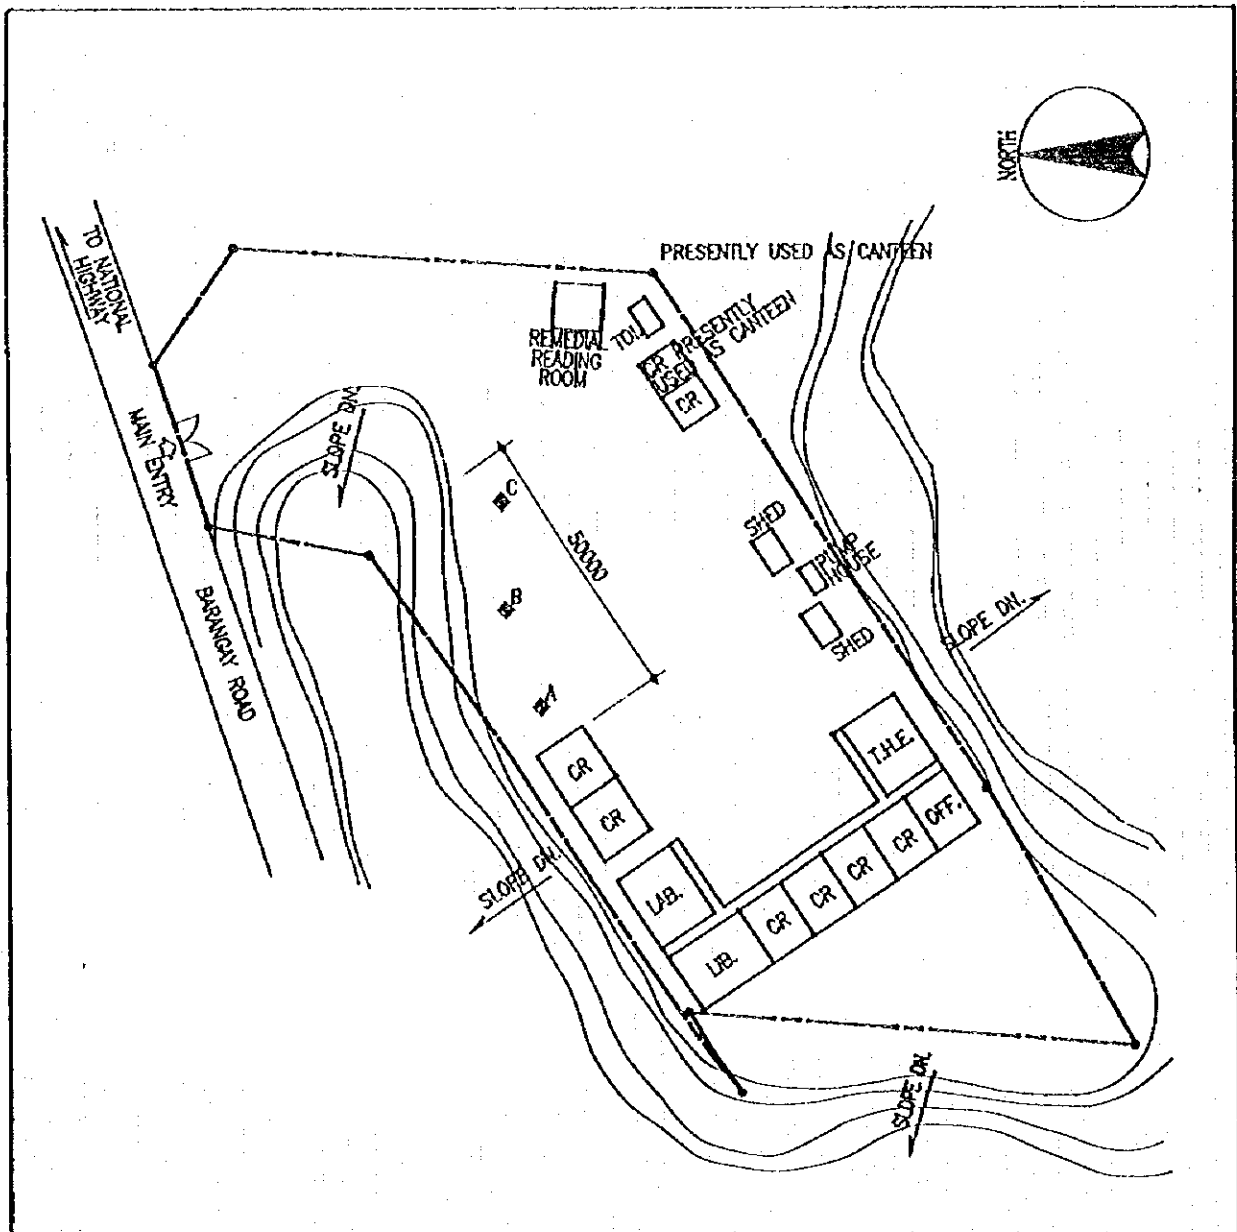 NORTH
TO NATIONAL
HIGHWAY
PRESENTLY USED AS CANTEEN
REMEDIAL
READING
ROOM
CR PRESENTLY
USED AS CANTEEN
CR
MAIN ENTRY
SLOPE DN.
C
50000
B
SHED
PUMP
HOUSE
SHED
SLOPE DN.
BARANGAY ROAD
A
CR
CR
T.H.E.
OFF.
CR
CR
CR
CR
LAB.
LIB.
SLOPE DN.
SLOPE DN.